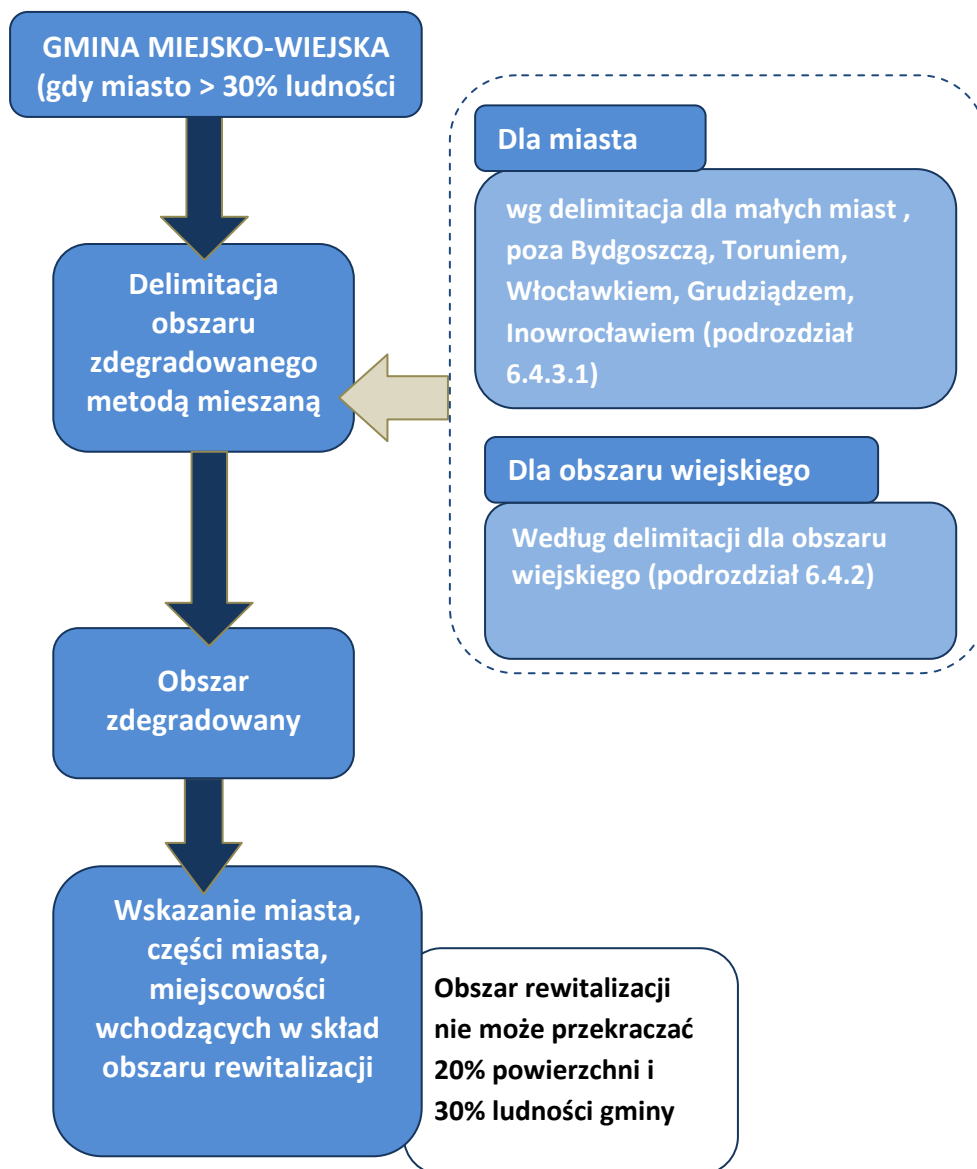 GMINA MIEJSKO-WIEJSKA
(gdy miasto > 30% ludności
Dla miasta
wg delimitacja dla małych miast ,
poza Bydgoszczą, Toruniem,
Włocławkiem, Grudziądzem,
Inowrocławiem (podrozdział
6.4.3.1)
Delimitacja
obszaru
zdegradowanego
metodą mieszaną
Dla obszaru wiejskiego
Według delimitacji dla obszaru
wiejskiego (podrozdział 6.4.2)
Obszar
zdegradowany
Wskazanie miasta,
części miasta,
miejscowości
wchodzących w skład
obszaru rewitalizacji
Obszar rewitalizacji
nie może przekraczać
20% powierzchni i
30% ludności gminy